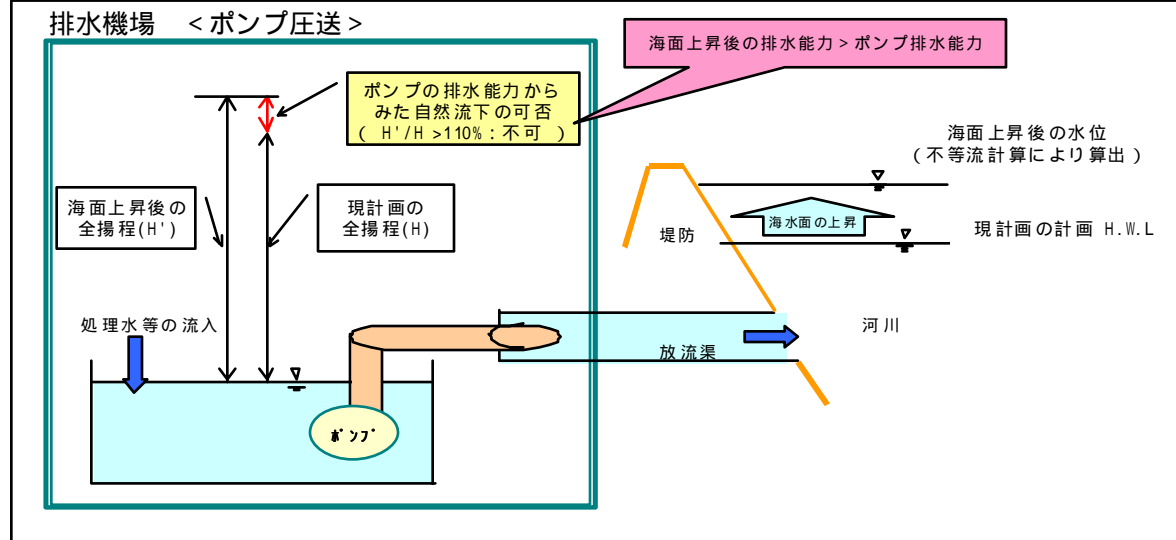 排水機場 <ポンプ圧送>
海面上昇後の排水能力>ポンプ排水能力
ポンプの排水能力から
みた自然流下の可否
( H'/H >110%:不可 )
海面上昇後の水位
(不等流計算により算出)
海面上昇後の
全揚程(H')
現計画の
全揚程(H)
海水面の上昇
堤防
現計画の計画 H.W.L
処理水等の流入
放流渠
河川
ポンプ